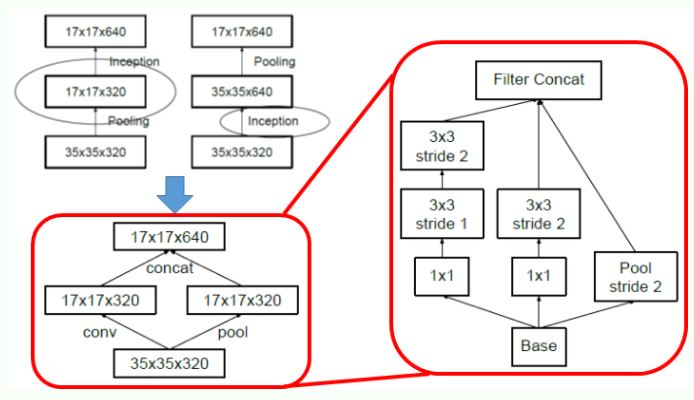 17x17x640
Inception
17x17x320
Pooling
35x35x320
17x17x640
Pooling
35x35x640
Inception
35x35x320
17x17x640
concat
17x17x320
17x17x320
conv
pool
35x35x320
Filter Concat
3x3
stride 2
3x3
stride 1
3x3
stride 2
1x1
1x1
Pool
stride 2
Base